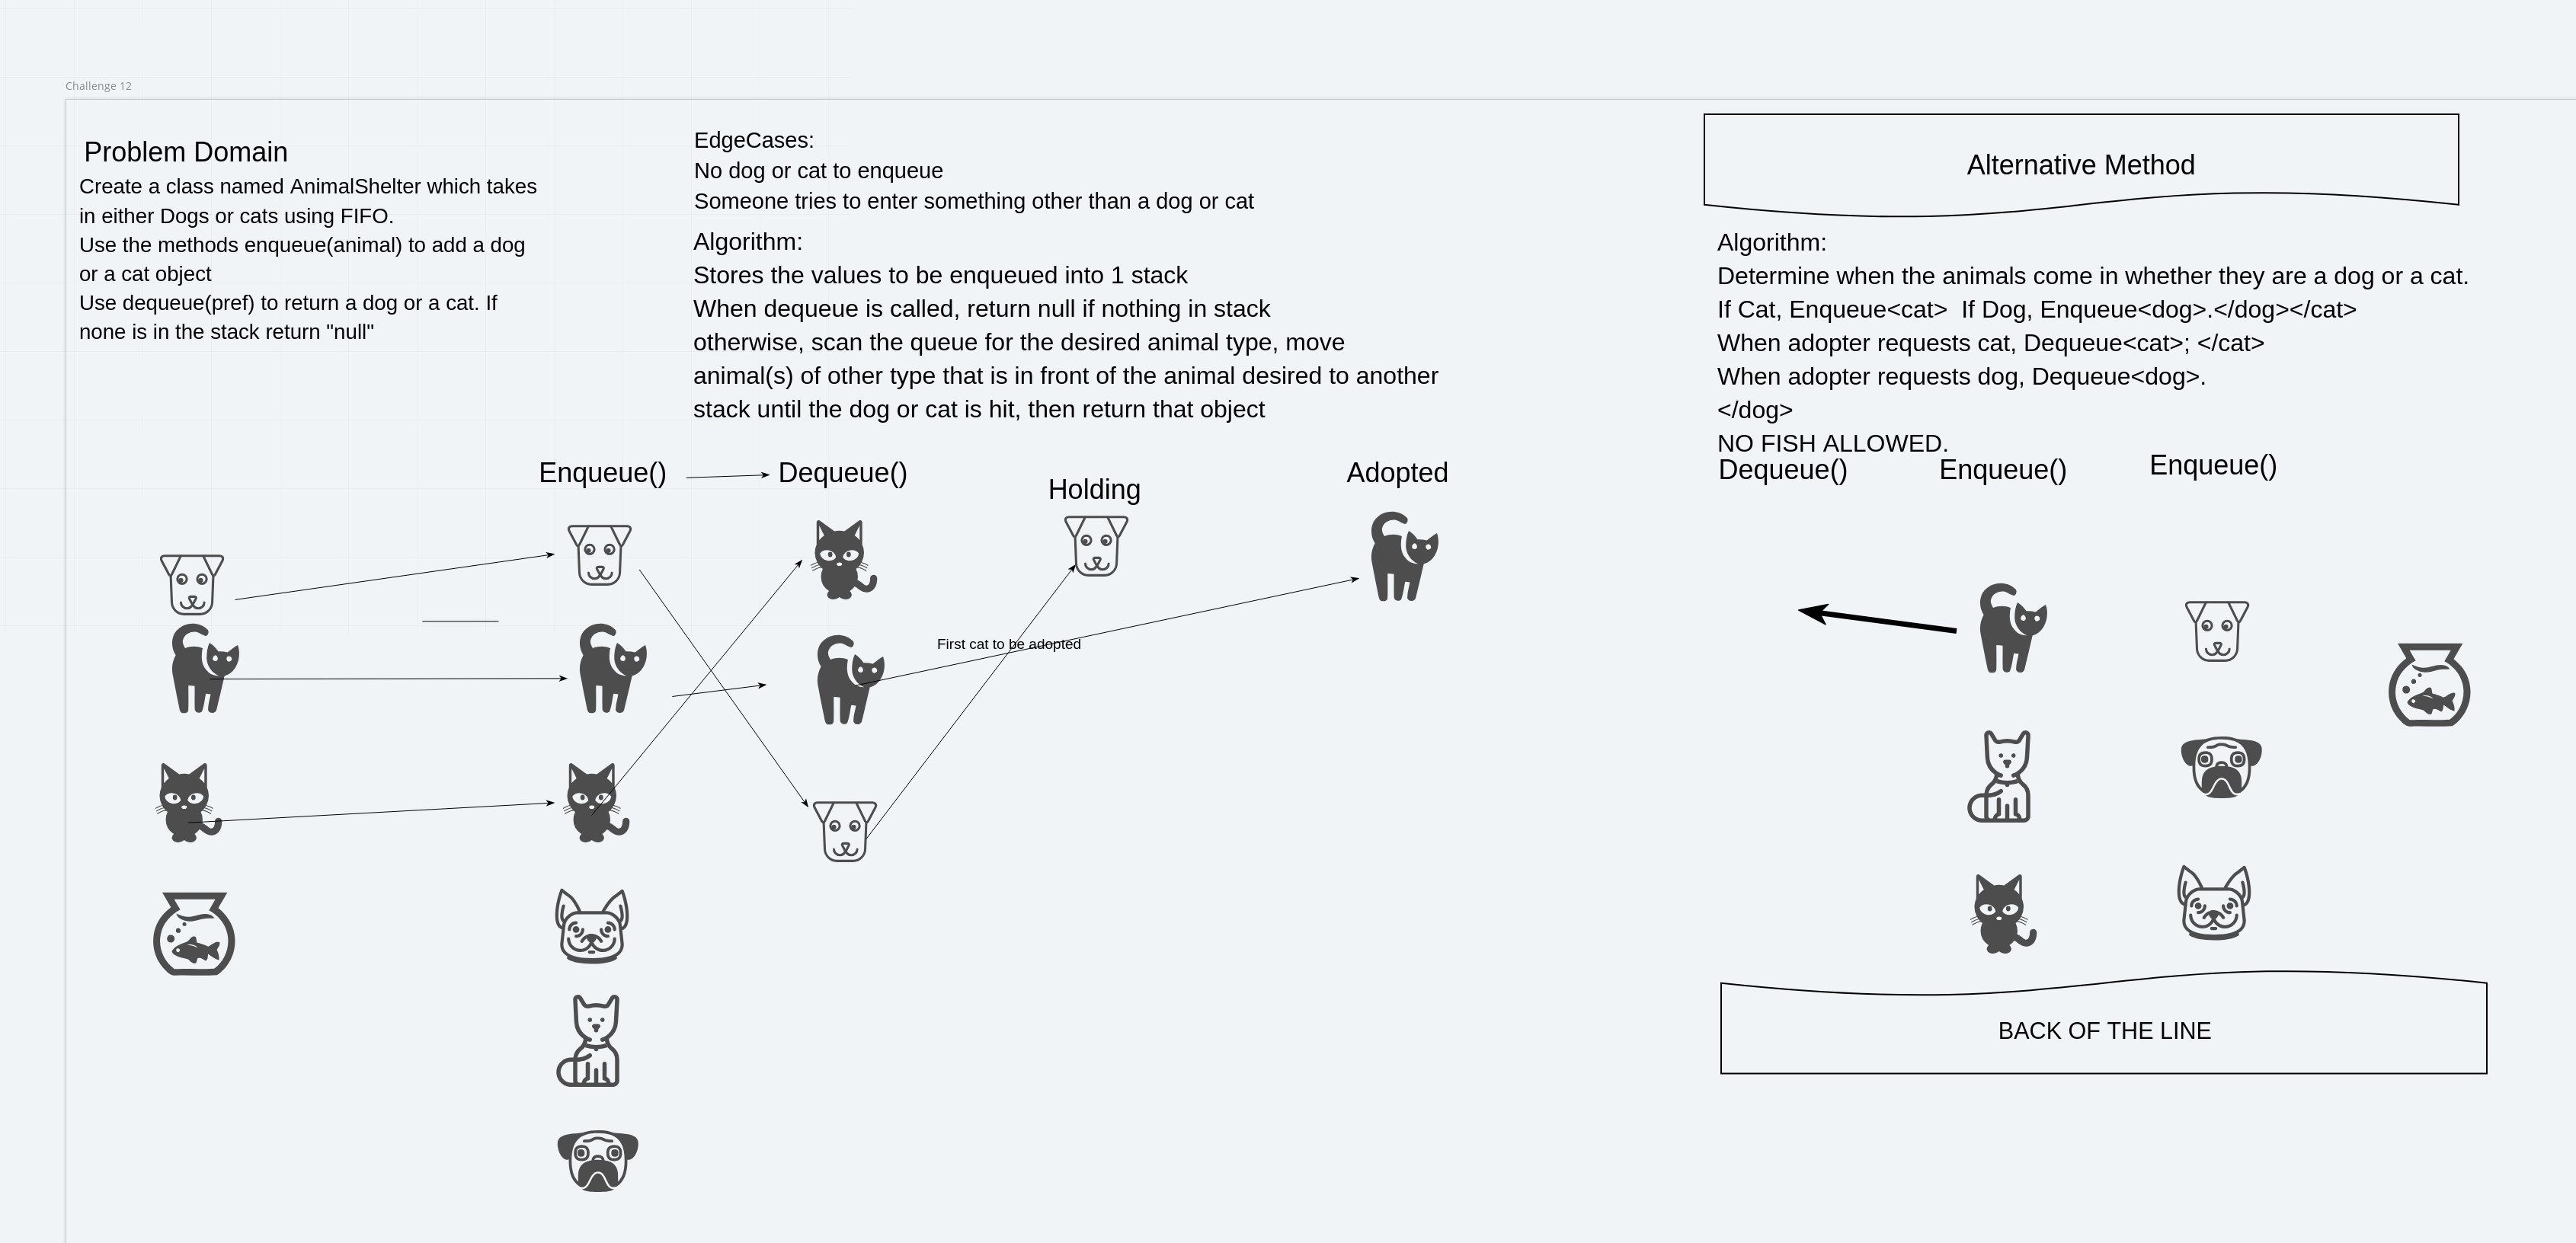 Challenge 12
Problem Domain
Create a class named AnimalShelter which takes
in either Dogs or cats using FIFO.
Use the methods enqueue(animal) to add a dog
or a cat object
Use dequeue(pref) to return a dog or a cat. If
none is in the stack return "null"
EdgeCases:
No dog or cat to enqueue
Someone tries to enter something other than a dog or cat
Algorithm:
Stores the values to be enqueued into 1 stack
When dequeue is called, return null if nothing in stack
otherwise, scan the queue for the desired animal type, move
animal(s) of other type that is in front of the animal desired to another
stack until the dog or cat is hit, then return that object
Enqueue()
Dequeue()
Holding
Adopted
First cat to be adopted
Alternative Method
Algorithm:
Determine when the animals come in whether they are a dog or a cat.
If Cat, Enqueue<cat>  If Dog, Enqueue<dog>.</dog></cat>
When adopter requests cat, Dequeue<cat>; </cat>
When adopter requests dog, Dequeue<dog>.
</dog>
NO FISH ALLOWED.
Dequeue()
Enqueue()
Enqueue()
BACK OF THE LINE